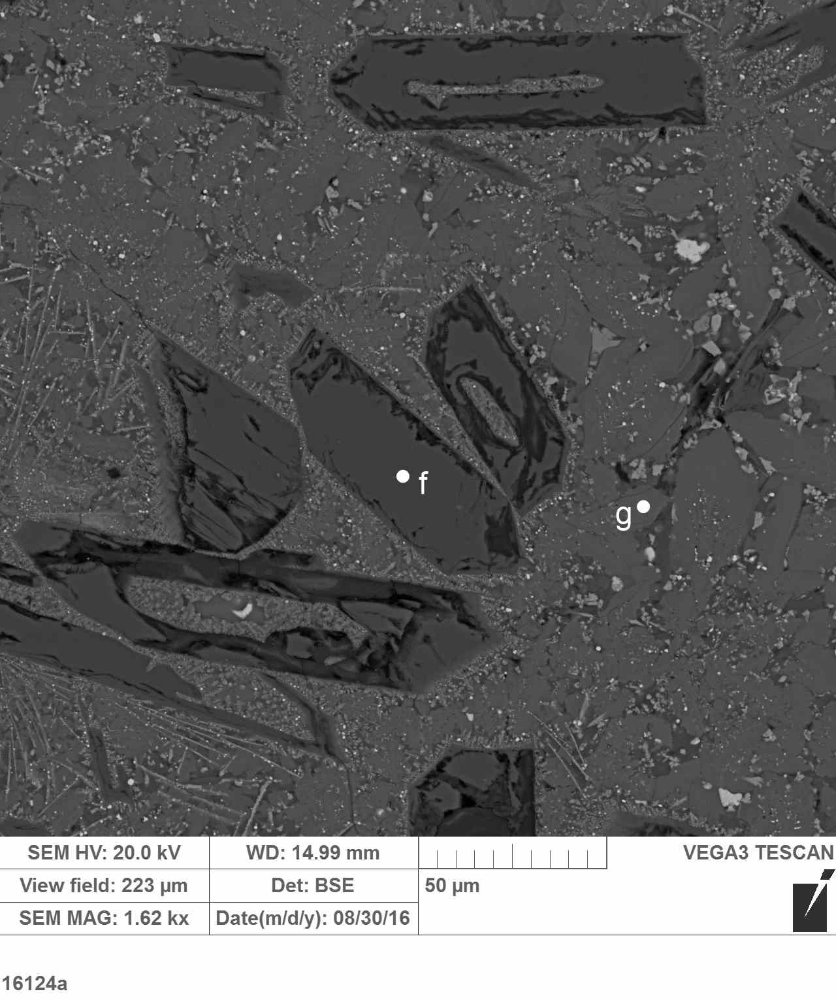 f
g
SEM HV: 20.0 kV WD: 14.99 mm VEGA3 TESCAN
View field: 223 µm Det: BSE 50 µm
SEM MAG: 1.62 kx Date(m/d/y): 08/30/16
16124a